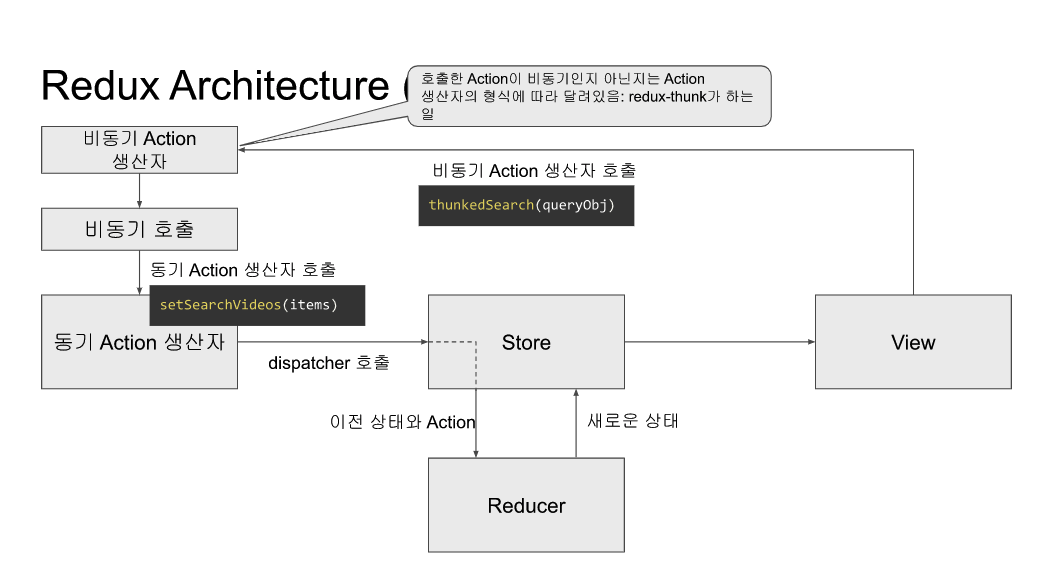 Redux Architecture (
호출한 Action이 비동기인지 아닌지는 Action
생산자의 형식에 따라 달려있음: redux-thunk가 하는
일
비동기 Action
생산자
비동기 Action 생산자 호출
thunkedSearch(queryObj)
비동기 호출
동기 Action 생산자 호출
setSearchVideos(items)
동기 Action 생산자
dispatcher 호출
Store
View
이전 상태와 Action
새로운 상태
Reducer